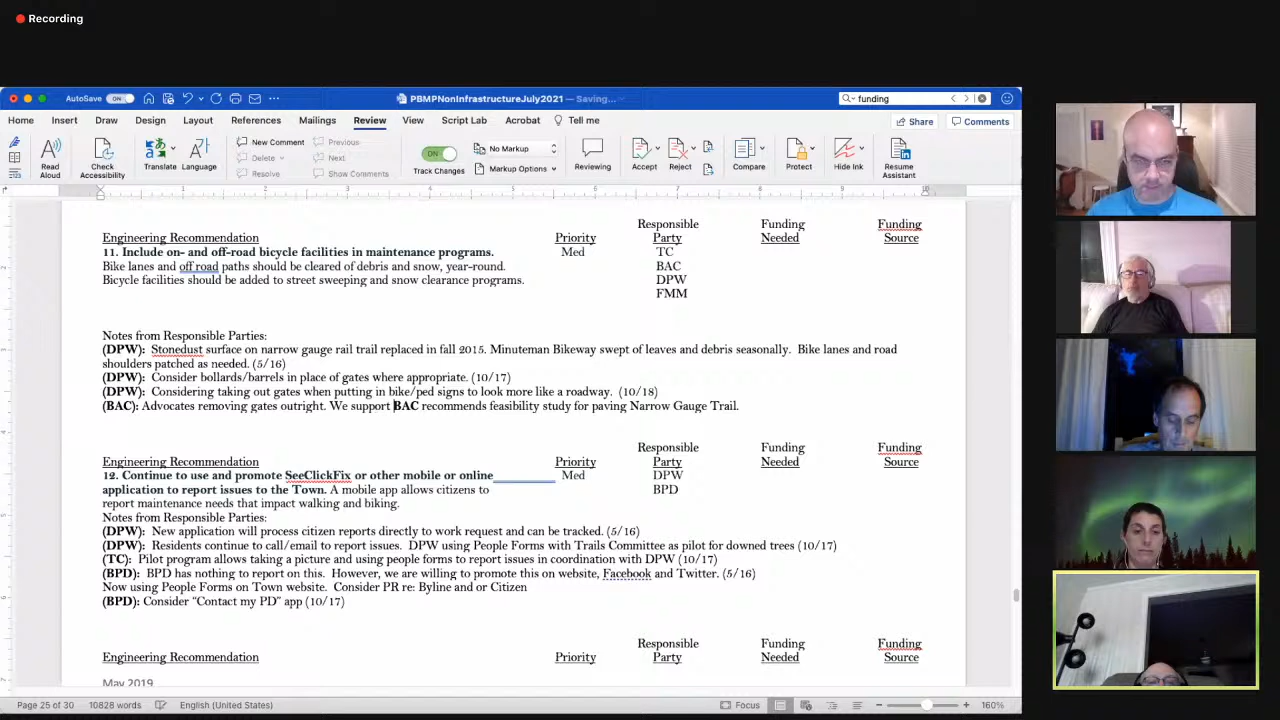 Recording
AutoSave ON PBMPNonInfrastructureJuly2021 — Saving... funding
Home Insert Draw Design Layout References Mailings Review View Script Lab Acrobat Tell me Share Comments
Read Aloud Check Accessibility Translate Language New Comment Delete Resolve Previous Next Show Comments ON Track Changes No Markup Markup Options Reviewing Accept Reject Compare Protect Hide Ink Resume Assistant
1 2 3 4 5 6 7 8 9 10
Responsible Funding Funding
Engineering Recommendation Priority Party Needed Source
11. Include on- and off-road bicycle facilities in maintenance programs. Med TC
Bike lanes and off road paths should be cleared of debris and snow, year-round. BAC
Bicycle facilities should be added to street sweeping and snow clearance programs. DPW
FMM
Notes from Responsible Parties:
(DPW): Stonedust surface on narrow gauge rail trail replaced in fall 2015. Minuteman Bikeway swept of leaves and debris seasonally. Bike lanes and road
shoulders patched as needed. (5/16)
(DPW): Consider bollards/barrels in place of gates where appropriate. (10/17)
(DPW): Considering taking out gates when putting in bike/ped signs to look more like a roadway. (10/18)
(BAC): Advocates removing gates outright. We support BAC recommends feasibility study for paving Narrow Gauge Trail.
Responsible Funding Funding
Engineering Recommendation Priority Party Needed Source
12. Continue to use and promote SeeClickFix or other mobile or online Med DPW
application to report issues to the Town. A mobile app allows citizens to BPD
report maintenance needs that impact walking and biking.
Notes from Responsible Parties:
(DPW): New application will process citizen reports directly to work request and can be tracked. (5/16)
(DPW): Residents continue to call/email to report issues. DPW using People Forms with Trails Committee as pilot for downed trees (10/17)
(TC): Pilot program allows taking a picture and using people forms to report issues in coordination with DPW (10/17)
(BPD): BPD has nothing to report on this. However, we are willing to promote this on website, Facebook and Twitter. (5/16)
Now using People Forms on Town website. Consider PR re: Byline and or Citizen
(BPD): Consider "Contact my PD" app (10/17)
Responsible Funding Funding
Engineering Recommendation Priority Party Needed Source
May 2019
Page 25 of 30 10828 words English (United States) Focus 160%